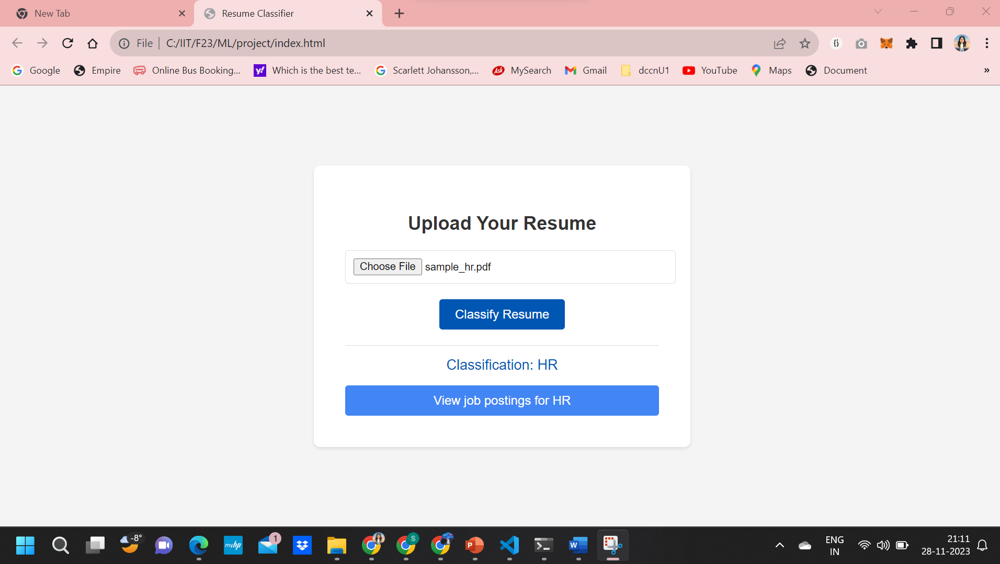 New Tab
Resume Classifier
File
C:/IIT/F23/ML/project/index.html
{}
Google
Empire
Online Bus Booking...
y!
Which is the best te...
Scarlett Johansson,...
Ask
MySearch
Gmail
dccnU1
YouTube
Maps
Document
»
Upload Your Resume
Choose File
sample_hr.pdf
Classify Resume
Classification: HR
View job postings for HR
-8°
myhp
1
S
P
W
ENG
IN
21:11
28-11-2023